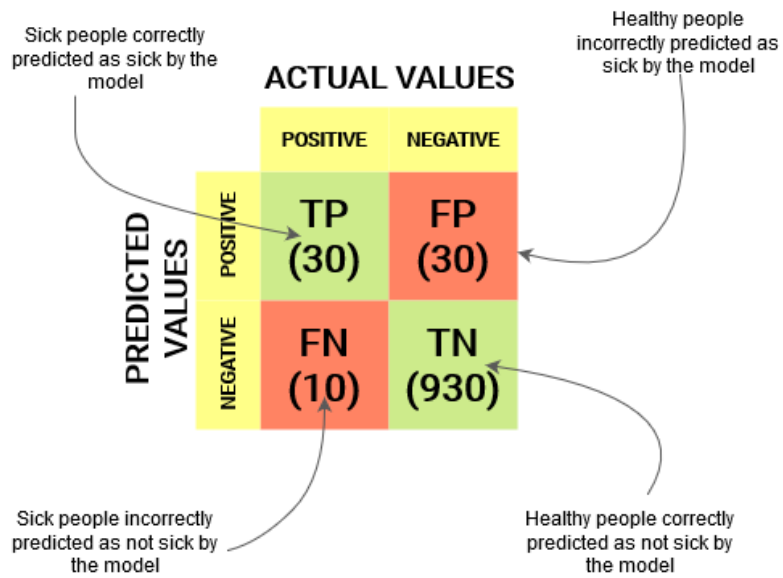 Sick people correctly
predicted as sick by the
model
Healthy people
incorrectly predicted as
sick by the model
ACTUAL VALUES
POSITIVE
NEGATIVE
PREDICTED
VALUES
POSITIVE
TP
(30)
FP
(30)
NEGATIVE
FN
(10)
TN
(930)
Sick people incorrectly
predicted as not sick by
the model
Healthy people correctly
predicted as not sick by
the model